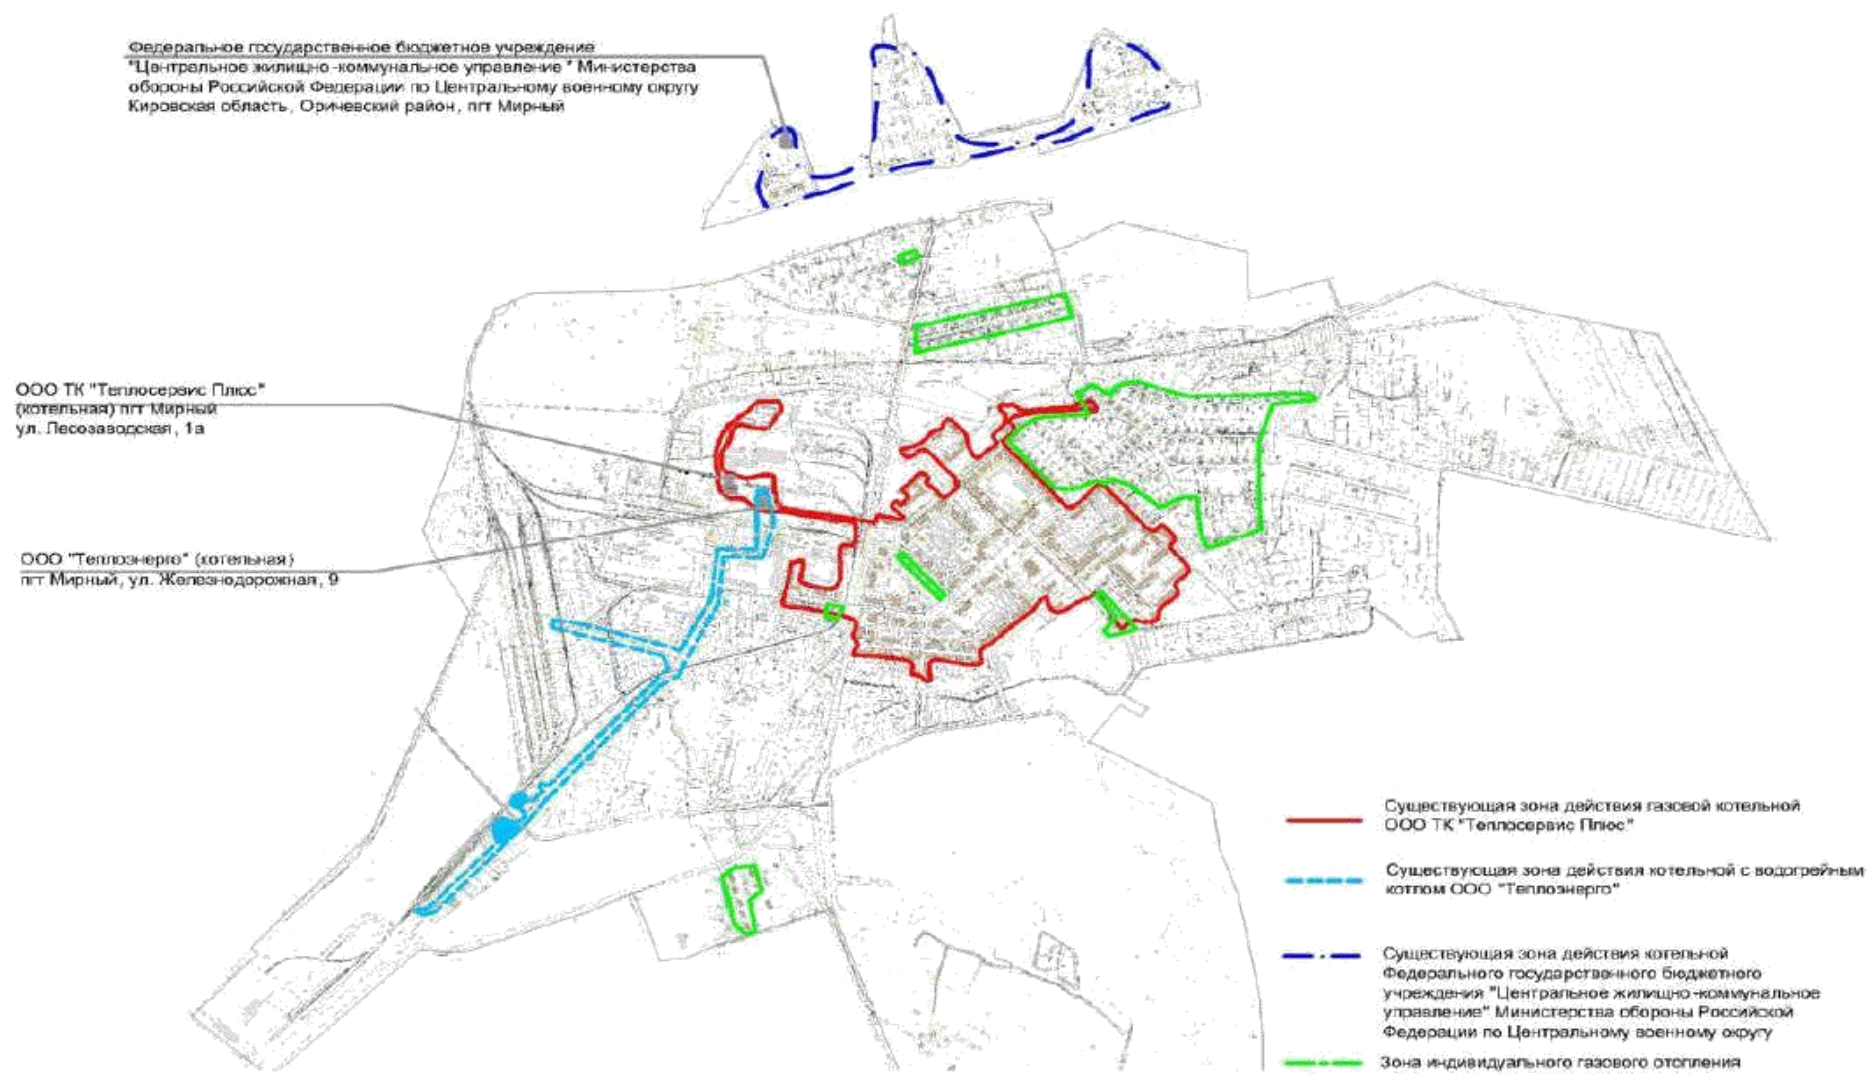 Федеральное государственное бюджетное учреждение
"Центральное жилищно-коммунальное управление" Министерства
обороны Российской Федерации по Центральному военному округу
Кировская область, Оричевский район, пгт Мирный
ООО ТК "Теплосервис Плюс"
(котельная) пгт Мирный
ул. Лесозаводская, 1а
ООО "Теплоэнерго" (котельная)
пгт Мирный, ул. Железнодорожная, 9
Существующая зона действия газовой котельной
ООО ТК "Теплосервис Плюс"
Существующая зона действия котельной с водогрейным
котлом ООО "Теплоэнерго"
Существующая зона действия котельной
Федерального государственного бюджетного
учреждения "Центральное жилищно-коммунальное
управление" Министерства обороны Российской
Федерации по Центральному военному округу
Зона индивидуального газового отопления